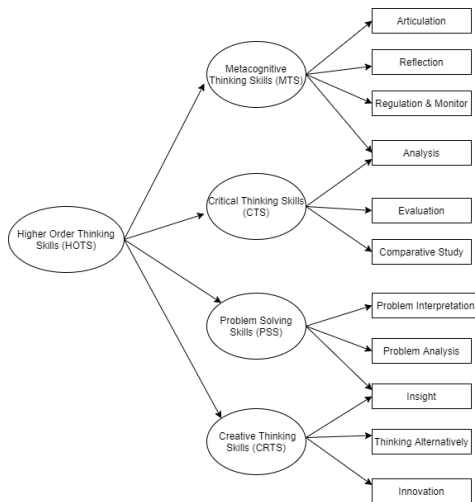 Articulation
Metacognitive
Thinking Skills (MTS)
Reflection
Regulation & Monitor
Analysis
Critical Thinking Skills
(CTS)
Evaluation
Higher Order Thinking
Skills (HOTS)
Comparative Study
Problem Interpretation
Problem Solving
Skills (PSS)
Problem Analysis
Insight
Creative Thinking
Skills (CRTS)
Thinking Alternatively
Innovation